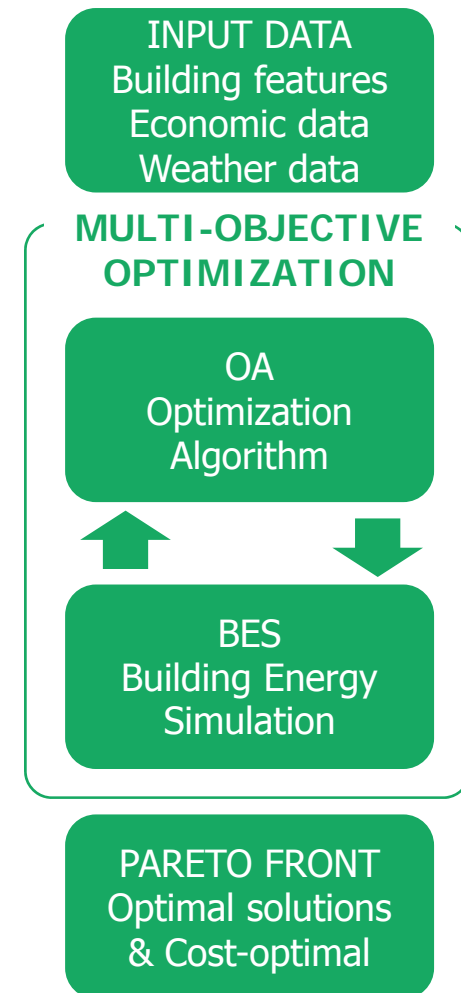 INPUT DATA
Building features
Economic data
Weather data
MULTI-OBJECTIVE
OPTIMIZATION
OA
Optimization
Algorithm
BES
Building Energy
Simulation
PARETO FRONT
Optimal solutions
& Cost-optimal